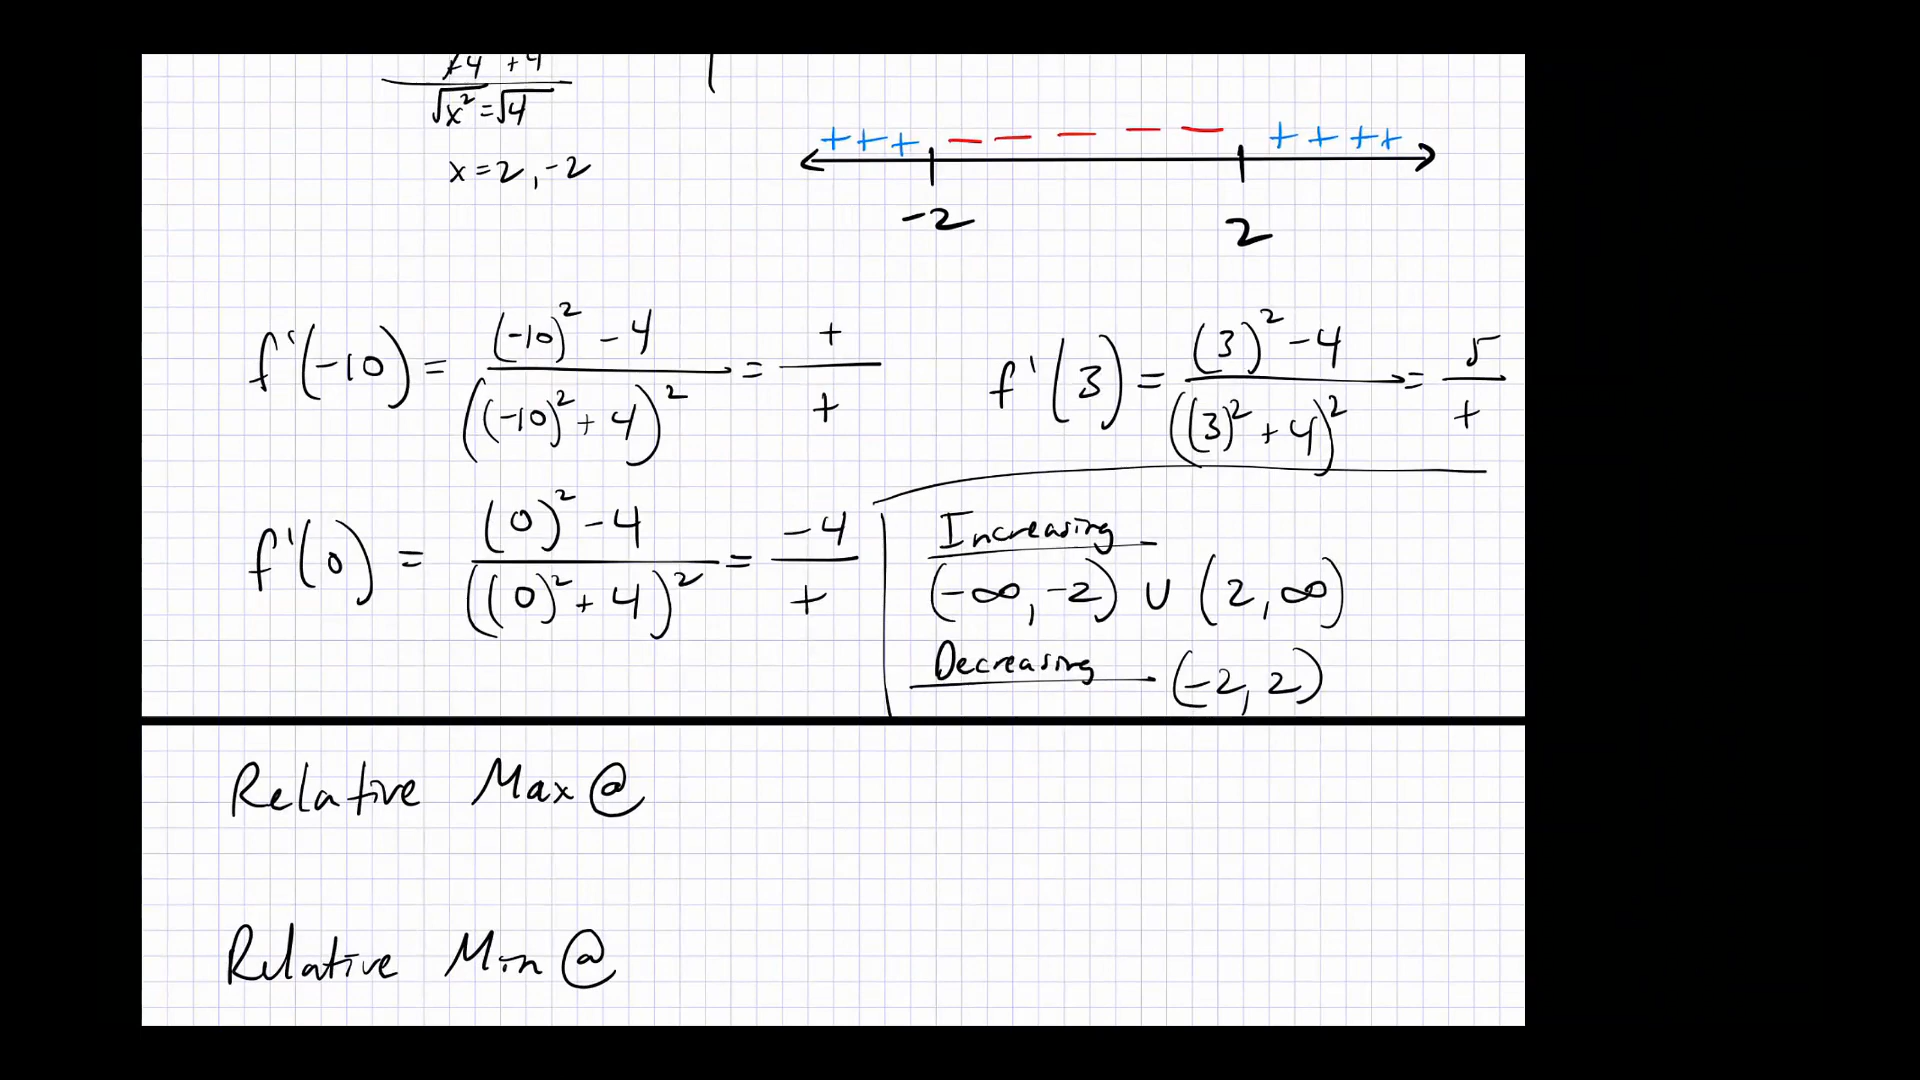 -4 +4
√x² = √4
x = 2, -2
+ + + — — — — — + + + +
-2 2
f'(-10) = ((-10)² - 4) / ((-10)² + 4)² = + / +
f'(3) = ((3)² - 4) / ((3)² + 4)² = 5 / +
f'(0) = ((0)² - 4) / ((0)² + 4)² = -4 / +
Increasing
(-∞, -2) ∪ (2, ∞)
Decreasing (-2, 2)
Relative Max @
Relative Min @